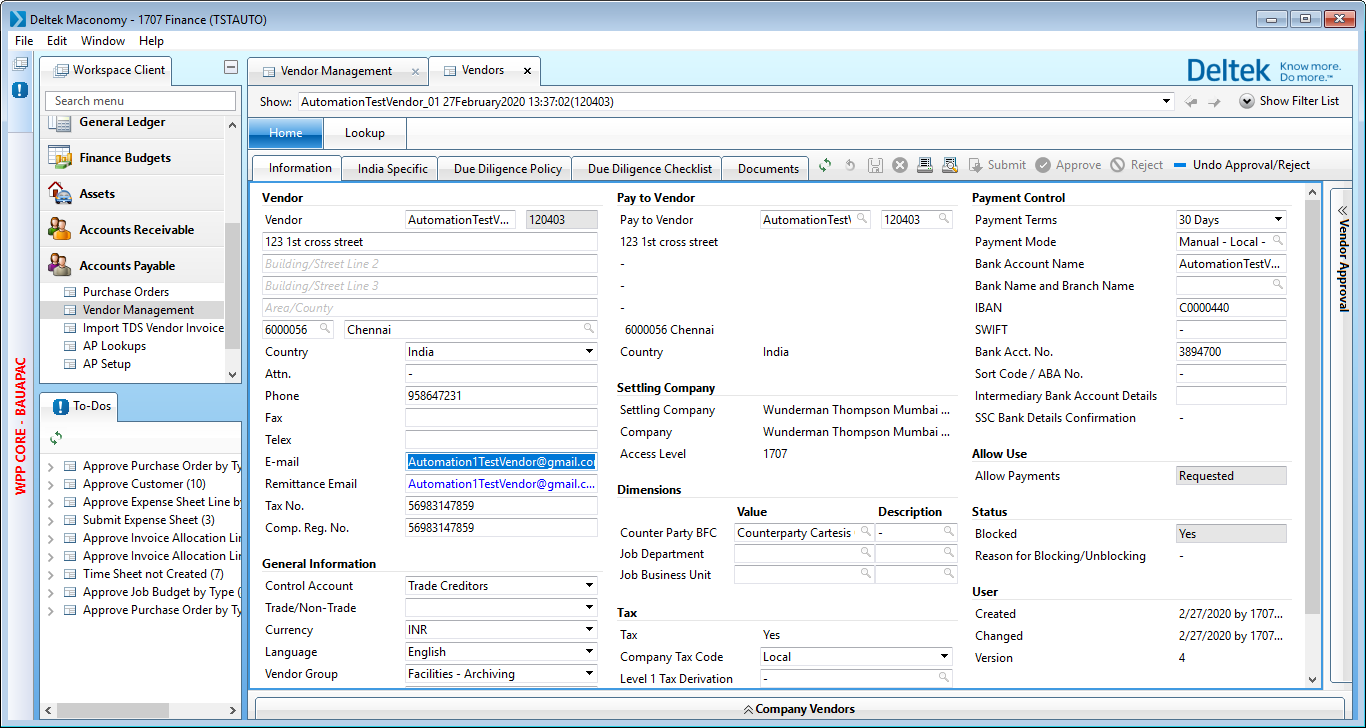 Deltek Maconomy - 1707 Finance (TSTAUTO)
File Edit Window Help
Workspace Client
Vendor Management
Vendors
Deltek Know more. Do more.™
Search menu
Show: AutomationTestVendor_01 27February2020 13:37:02(120403)
Show Filter List
General Ledger
Finance Budgets
Assets
Accounts Receivable
Accounts Payable
Purchase Orders
Vendor Management
Import TDS Vendor Invoice
AP Lookups
AP Setup
WPP CORE - BAUAPAC
To-Dos
Approve Purchase Order by Ty
Approve Customer (10)
Approve Expense Sheet Line by
Submit Expense Sheet (3)
Approve Invoice Allocation Lin
Approve Invoice Allocation Lin
Time Sheet not Created (7)
Approve Job Budget by Type (
Approve Purchase Order by Ty
Home Lookup
Information India Specific Due Diligence Policy Due Diligence Checklist Documents
Submit Approve Reject Undo Approval/Reject
Vendor
Vendor AutomationTestV... 120403
123 1st cross street
Building/Street Line 2
Building/Street Line 3
Area/County
6000056 Chennai
Country India
Attn. -
Phone 958647231
Fax
Telex
E-mail Automation1TestVendor@gmail.co
Remittance Email Automation1TestVendor@gmail.c...
Tax No. 56983147859
Comp. Reg. No. 56983147859
General Information
Control Account Trade Creditors
Trade/Non-Trade
Currency INR
Language English
Vendor Group Facilities - Archiving
Pay to Vendor
Pay to Vendor AutomationTest\ 120403
123 1st cross street
-
-
-
6000056 Chennai
Country India
Settling Company
Settling Company Wunderman Thompson Mumbai ...
Company Wunderman Thompson Mumbai ...
Access Level 1707
Dimensions
Value Description
Counter Party BFC Counterparty Cartesis -
Job Department
Job Business Unit
Tax
Tax Yes
Company Tax Code Local
Level 1 Tax Derivation -
Payment Control
Payment Terms 30 Days
Payment Mode Manual - Local -
Bank Account Name AutomationTestV...
Bank Name and Branch Name
IBAN C0000440
SWIFT -
Bank Acct. No. 3894700
Sort Code / ABA No. -
Intermediary Bank Account Details
SSC Bank Details Confirmation -
Allow Use
Allow Payments Requested
Status
Blocked Yes
Reason for Blocking/Unblocking -
User
Created 2/27/2020 by 1707...
Changed 2/27/2020 by 1707...
Version 4
Vendor Approval
Company Vendors